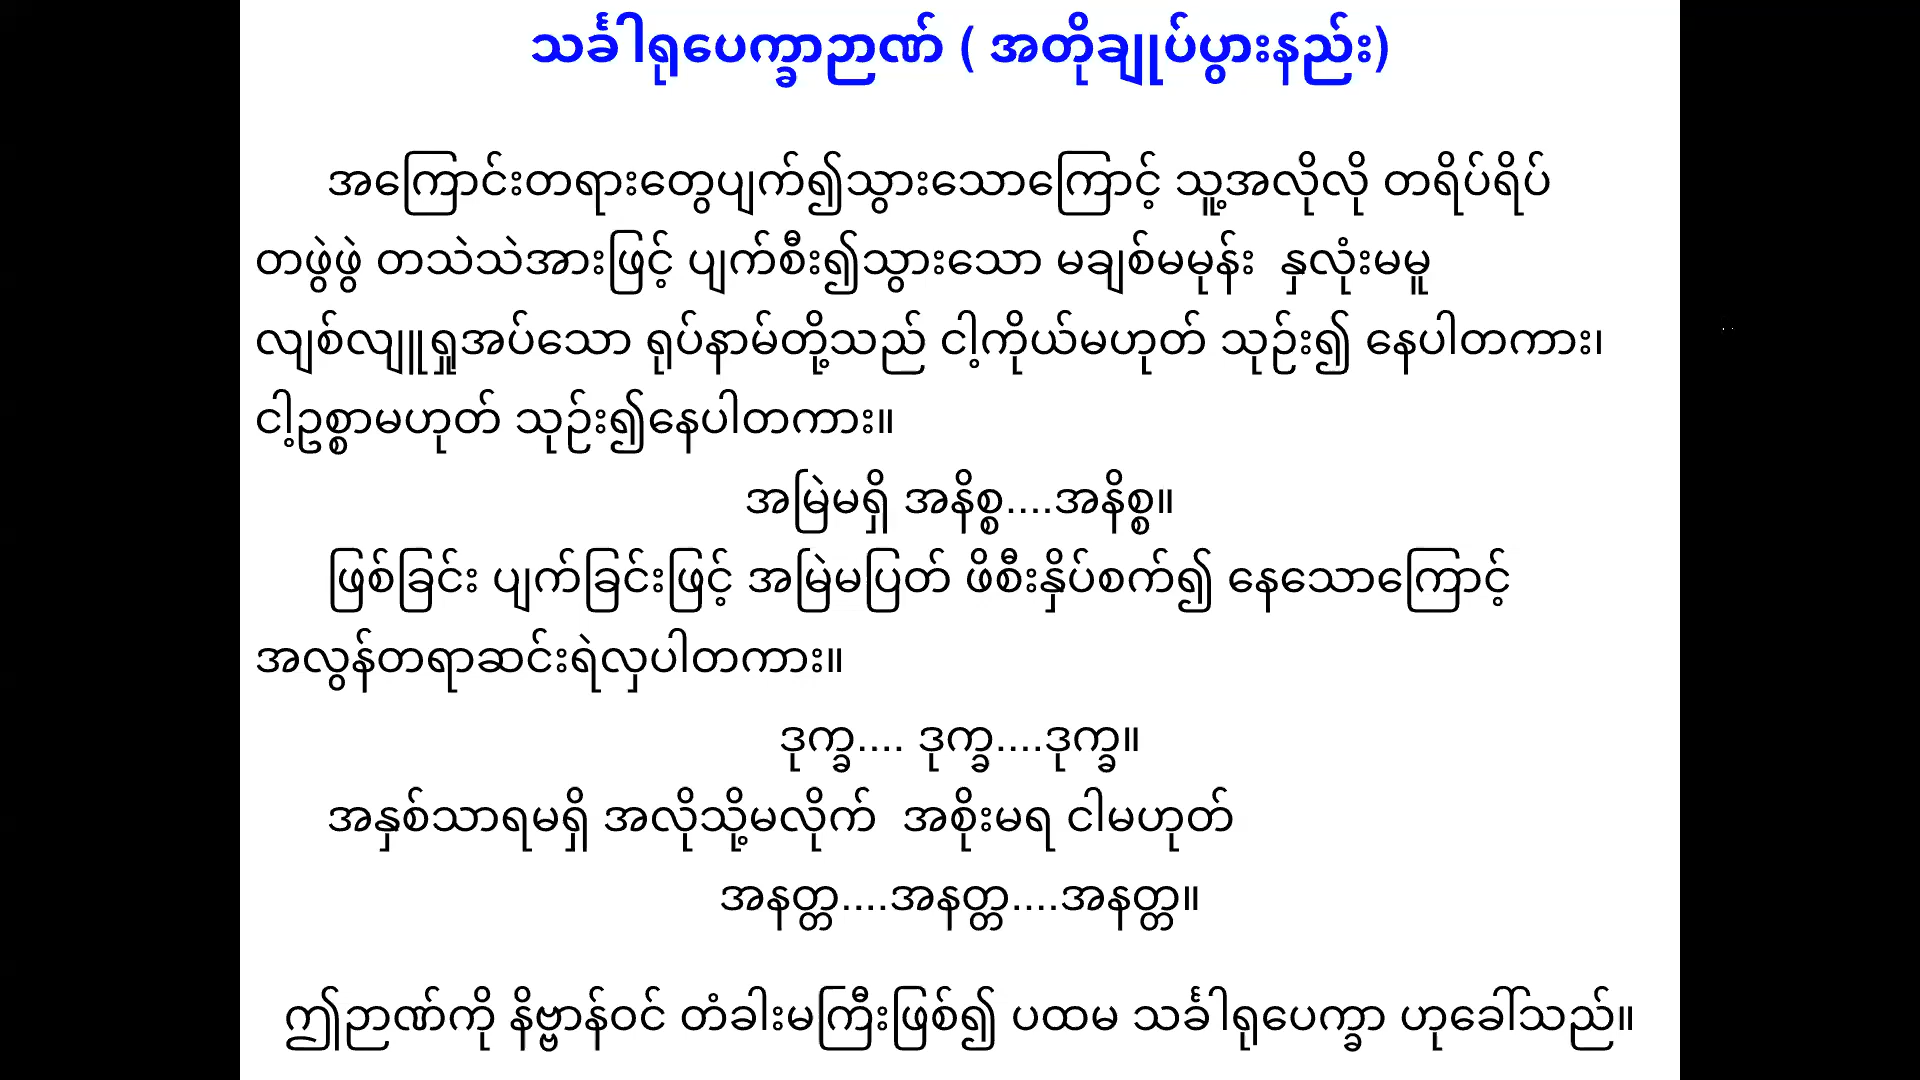 သင်္ခါရုပေက္ခာဉာဏ် ( အတိုချုပ်ပွားနည်း)
အကြောင်းတရားတွေပျက်၍သွားသောကြောင့် သူ့အလိုလို တရိပ်ရိပ်
တဖွဲဖွဲ တသဲသဲအားဖြင့် ပျက်စီး၍သွားသော မချစ်မမုန်း နှလုံးမမူ
လျစ်လျူရှုအပ်သော ရုပ်နာမ်တို့သည် ငါ့ကိုယ်မဟုတ် သုဉ်း၍ နေပါတကား၊
ငါ့ဥစ္စာမဟုတ် သုဉ်း၍နေပါတကား။
အမြဲမရှိ အနိစ္စ....အနိစ္စ။
ဖြစ်ခြင်း ပျက်ခြင်းဖြင့် အမြဲမပြတ် ဖိစီးနှိပ်စက်၍ နေသောကြောင့်
အလွန်တရာဆင်းရဲလှပါတကား။
ဒုက္ခ.... ဒုက္ခ....ဒုက္ခ။
အနှစ်သာရမရှိ အလိုသို့မလိုက် အစိုးမရ ငါမဟုတ်
အနတ္တ....အနတ္တ....အနတ္တ။
ဤဉာဏ်ကို နိဗ္ဗာန်ဝင် တံခါးမကြီးဖြစ်၍ ပထမ သင်္ခါရုပေက္ခာ ဟုခေါ်သည်။